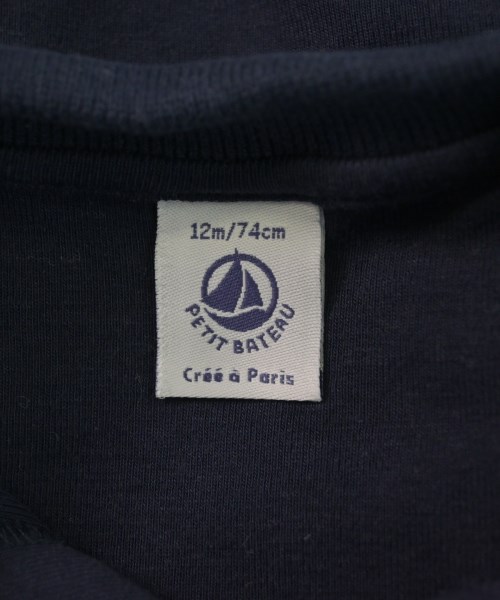 12m/74cm
PETIT BATEAU
Créé à Paris